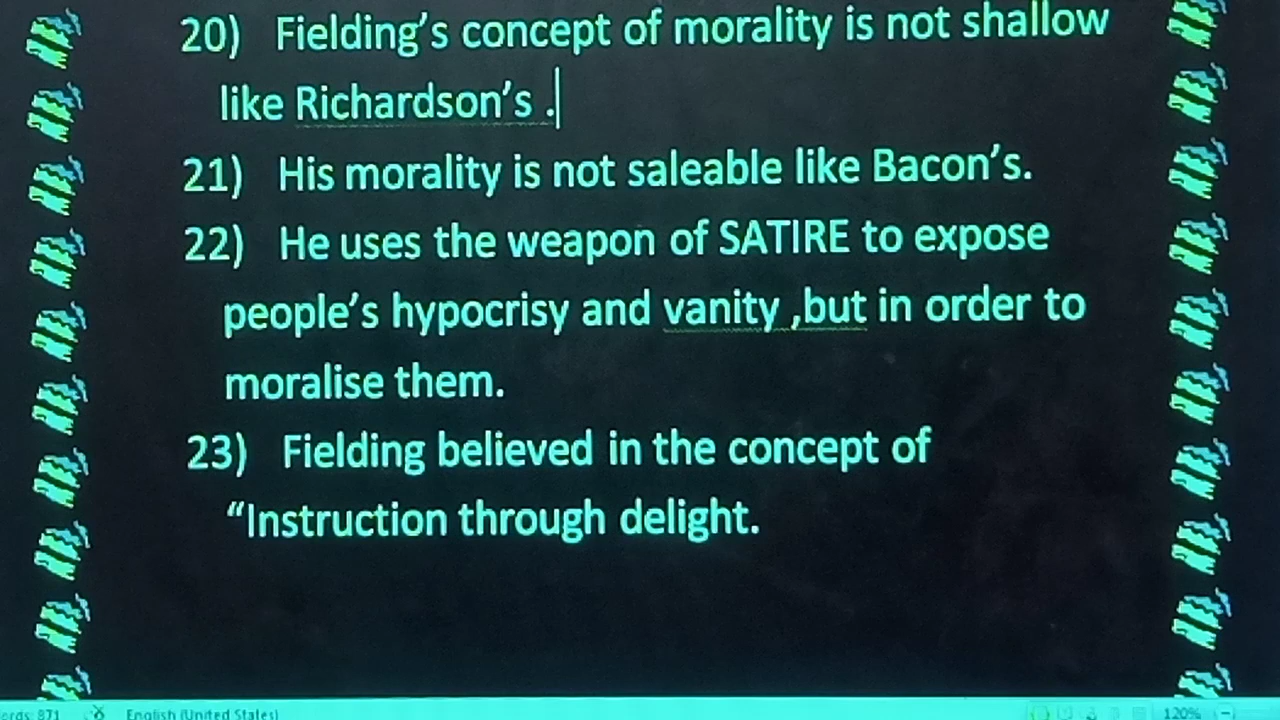 20) Fielding's concept of morality is not shallow
like Richardson's .
21) His morality is not saleable like Bacon's.
22) He uses the weapon of SATIRE to expose
people's hypocrisy and vanity ,but in order to
moralise them.
23) Fielding believed in the concept of
“Instruction through delight.
871
English (United States)
120%